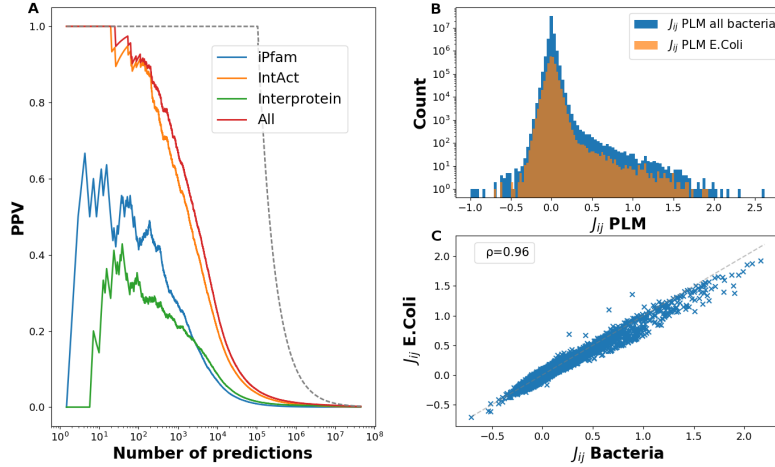 A
1.0
0.8
0.6
0.4
0.2
0.0
PPV
iPfam
IntAct
Interprotein
All
10^0
10^1
10^2
10^3
10^4
10^5
10^6
10^7
10^8
Number of predictions
B
10^7
10^6
10^5
10^4
10^3
10^2
10^1
10^0
Count
J_ij PLM all bacteria
J_ij PLM E.Coli
-1.0
-0.5
0.0
0.5
1.0
1.5
2.0
2.5
J_ij PLM
C
ρ=0.96
2.0
1.5
1.0
0.5
0.0
-0.5
J_ij E.Coli
-0.5
0.0
0.5
1.0
1.5
2.0
J_ij Bacteria